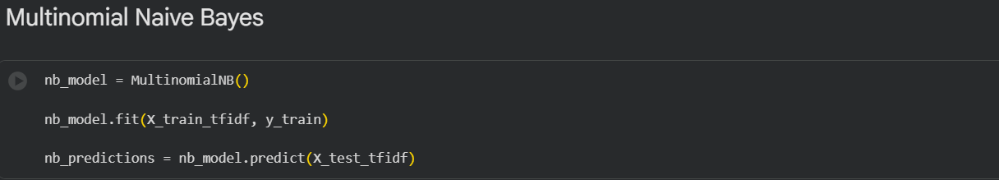 Multinomial Naive Bayes
nb_model = MultinomialNB()
nb_model.fit(X_train_tfidf, y_train)
nb_predictions = nb_model.predict(X_test_tfidf)